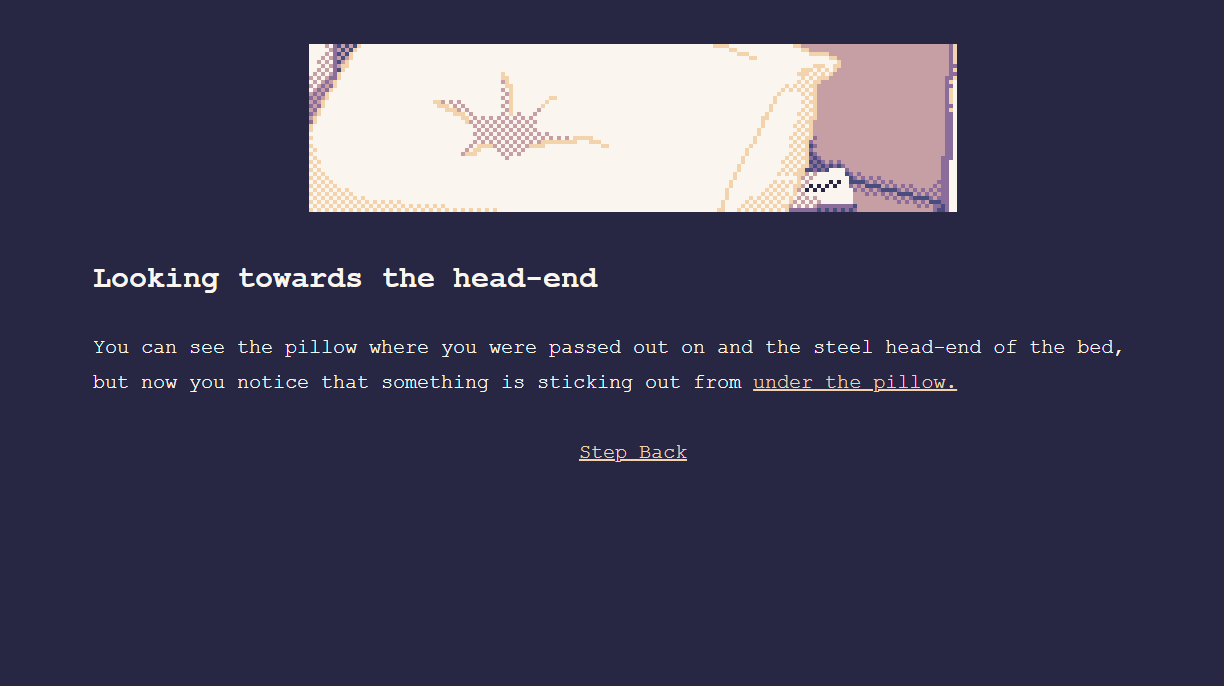 Looking towards the head-end
You can see the pillow where you were passed out on and the steel head-end of the bed,
but now you notice that something is sticking out from under the pillow.
Step Back